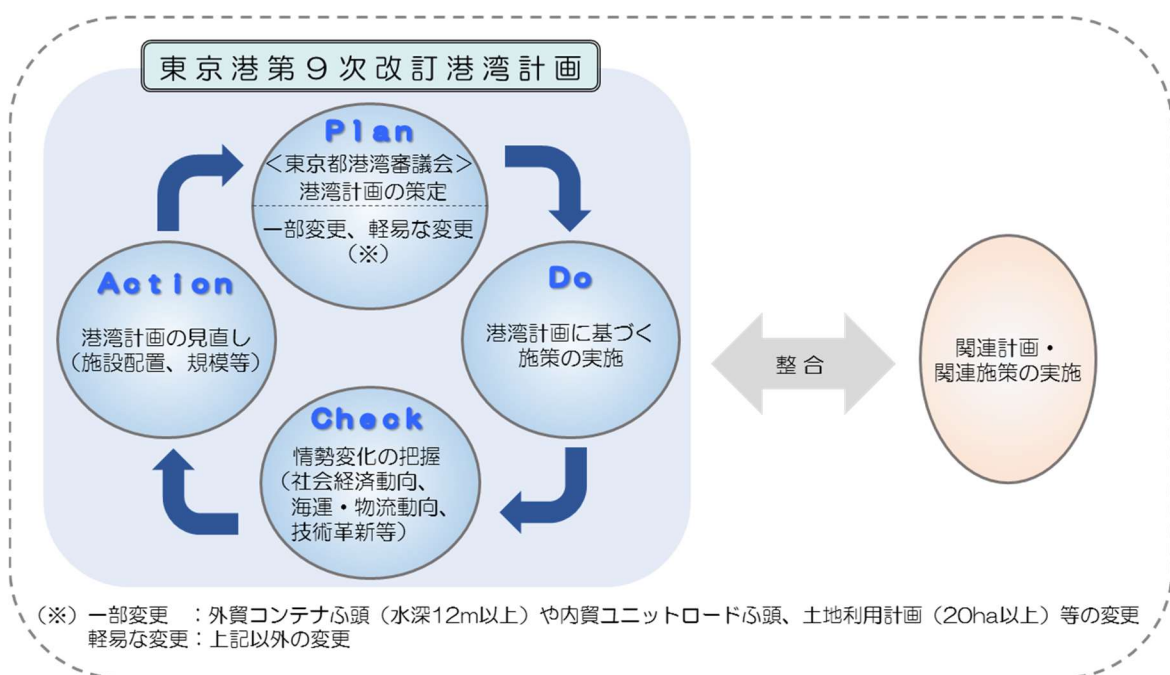 東京港第9次改訂港湾計画
Plan
＜東京都港湾審議会＞
港湾計画の策定
一部変更、軽易な変更
（※）
Do
港湾計画に基づく
施策の実施
Check
情勢変化の把握
（社会経済動向、
海運・物流動向、
技術革新等）
Action
港湾計画の見直し
（施設配置、規模等）
整合
関連計画・
関連施策の実施
（※）一部変更　：外貿コンテナふ頭（水深12m以上）や内貿ユニットロードふ頭、土地利用計画（20ha以上）等の変更
軽易な変更：上記以外の変更